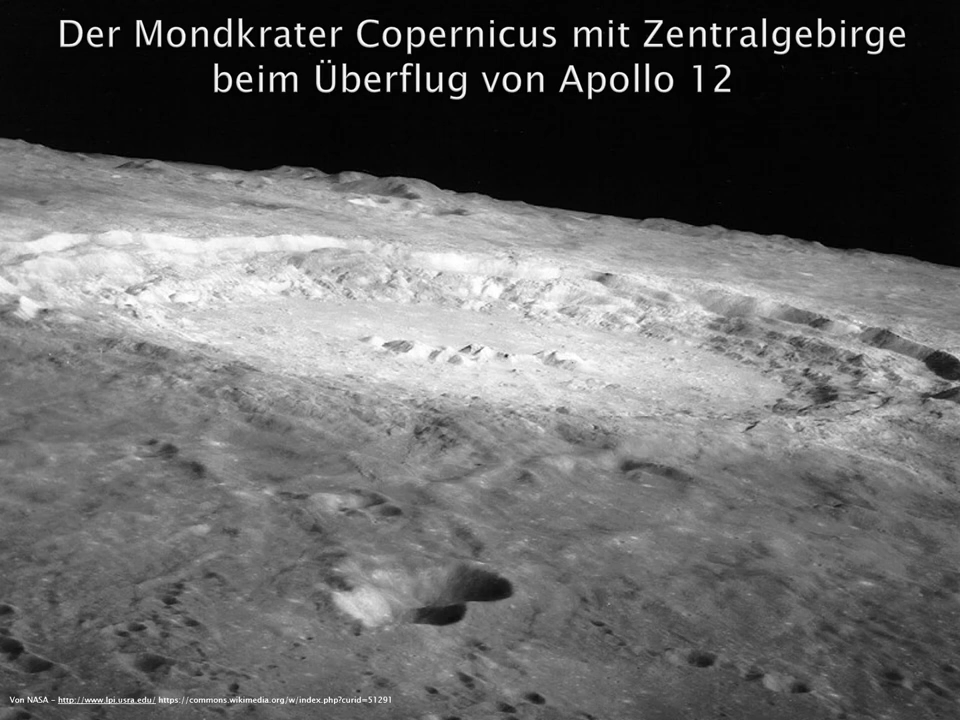 Der Mondkrater Copernicus mit Zentralgebirge
beim Überflug von Apollo 12
Von NASA - http://www.lpi.usra.edu/ https://commons.wikimedia.org/w/index.php?curid=51291